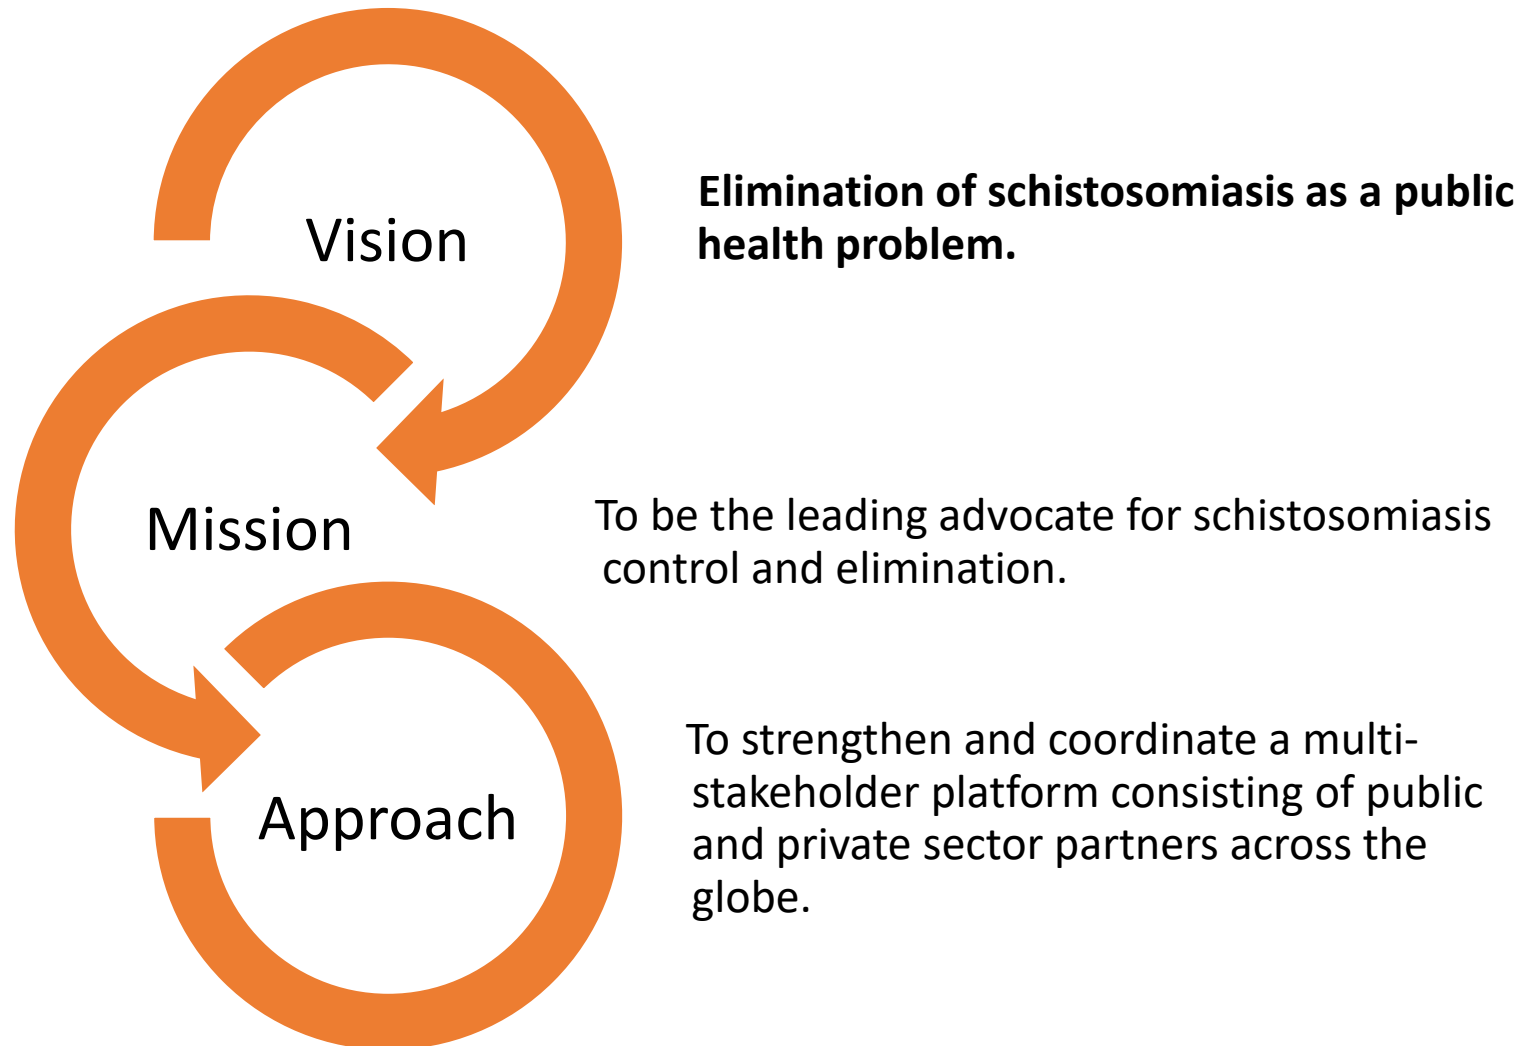 Vision
Elimination of schistosomiasis as a public
health problem.
Mission
To be the leading advocate for schistosomiasis
control and elimination.
Approach
To strengthen and coordinate a multi-
stakeholder platform consisting of public
and private sector partners across the
globe.